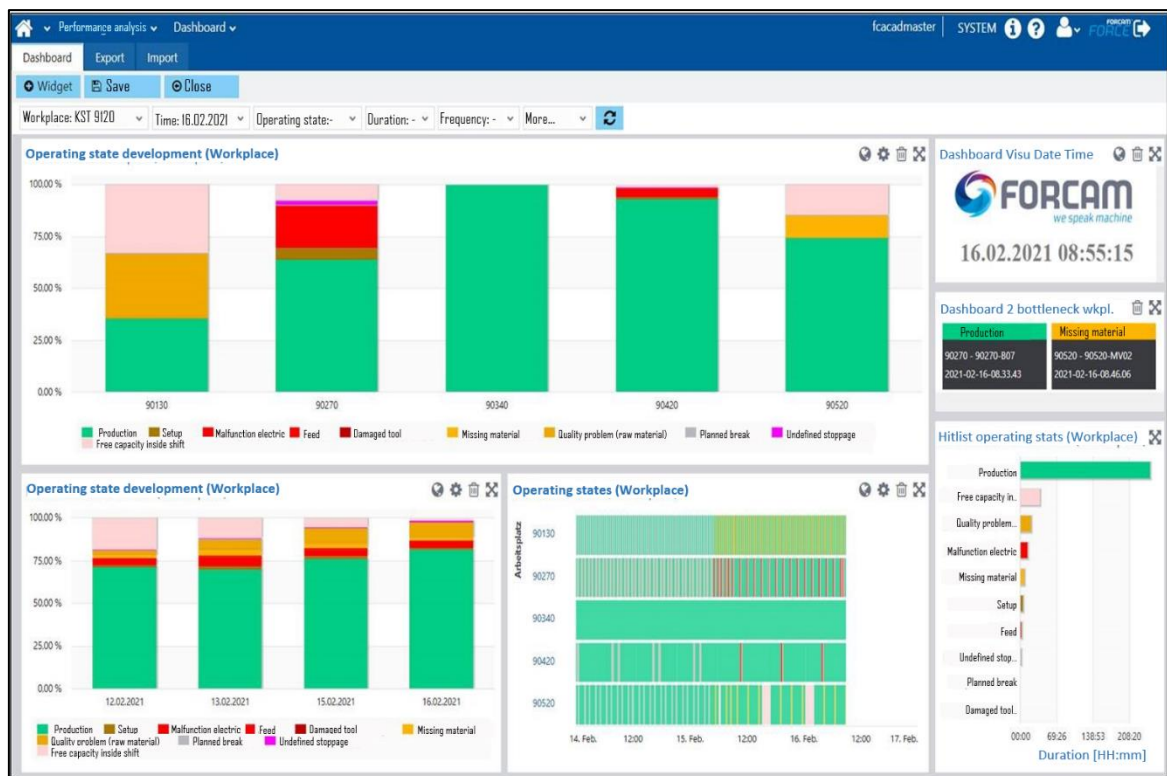 Performance analysis Dashboard fcacadmaster SYSTEM FORCAM FORCE
Dashboard Export Import
Widget Save Close
Workplace: KST 9120 Time: 16.02.2021 Operating state:- Duration: - Frequency: - More...
Operating state development (Workplace)
100.00 %
75.00 %
50.00 %
25.00 %
0.00 %
90130 90270 90340 90420 90520
Production Setup Malfunction electric Feed Damaged tool Missing material Quality problem (raw material) Planned break Undefined stoppage
Free capacity inside shift
Dashboard Visu Date Time
FORCAM
we speak machine
16.02.2021 08:55:15
Dashboard 2 bottleneck wkpl.
Production Missing material
90270 - 90270-B07 90520 - 90520-MV02
2021-02-16-08.33.43 2021-02-16-08.46.06
Operating state development (Workplace)
100.00 %
75.00 %
50.00 %
25.00 %
0.00 %
12.02.2021 13.02.2021 15.02.2021 16.02.2021
Production Setup Malfunction electric Feed Damaged tool Missing material
Quality problem (raw material) Planned break Undefined stoppage
Free capacity inside shift
Operating states (Workplace)
Arbeitsplatz
90130
90270
90340
90420
90520
14. Feb. 12:00 15. Feb. 12:00 16. Feb. 12:00 17. Feb.
Hitlist operating stats (Workplace)
Production
Free capacity in..
Quality problem...
Malfunction electric
Missing material
Setup
Feed
Undefined stop..
Planned break
Damaged tool..
00:00 69:26 138:53 208:20
Duration [HH:mm]